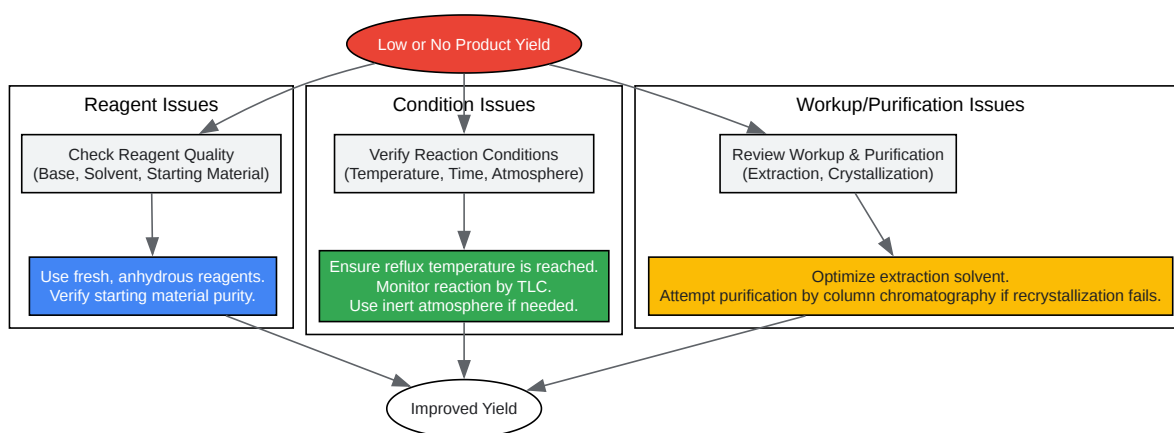 Low or No Product Yield
Reagent Issues
Check Reagent Quality
(Base, Solvent, Starting Material)
Use fresh, anhydrous reagents.
Verify starting material purity.
Condition Issues
Verify Reaction Conditions
(Temperature, Time, Atmosphere)
Ensure reflux temperature is reached.
Monitor reaction by TLC.
Use inert atmosphere if needed.
Workup/Purification Issues
Review Workup & Purification
(Extraction, Crystallization)
Optimize extraction solvent.
Attempt purification by column chromatography if recrystallization fails.
Improved Yield